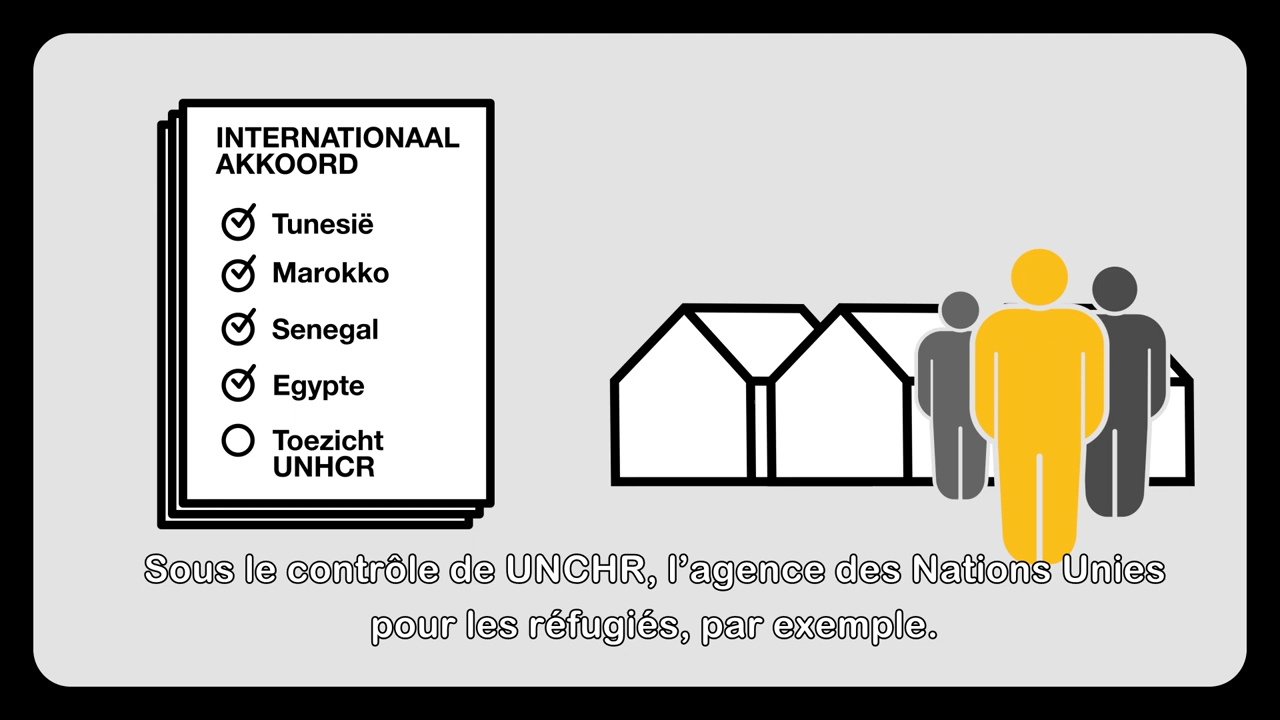 INTERNATIONAAL
AKKOORD
Tunesië
Marokko
Senegal
Egypte
Toezicht
UNHCR
Sous le contrôle de UNCHR, l’agence des Nations Unies
pour les réfugiés, par exemple.